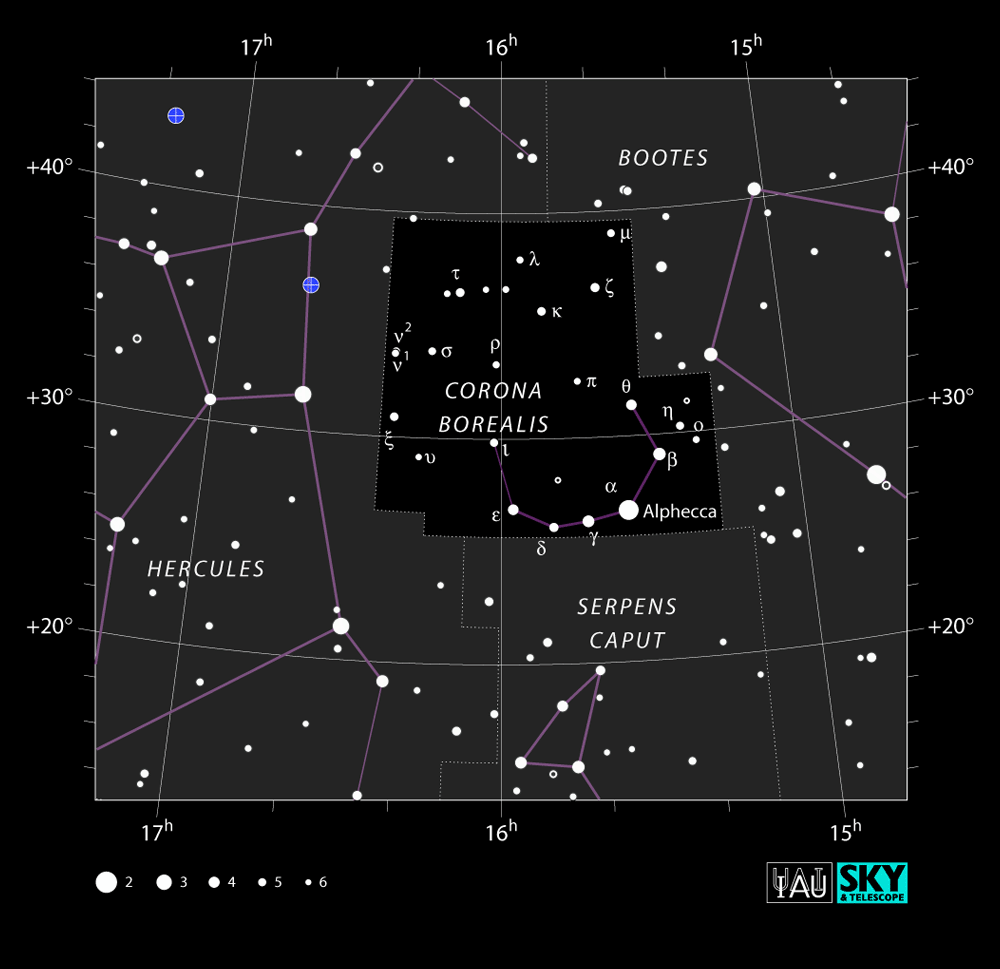 17h 16h 15h
+40° +40°
BOOTES
μ
λ
τ
ζ
κ
ν2
ν1
σ
ρ
π
θ
+30° +30°
CORONA
BOREALIS
η
ο
ξ
υ
ι
β
α
ε
Alphecca
γ
δ
HERCULES
SERPENS
CAPUT
+20° +20°
17h 16h 15h
2 3 4 5 6
IAU
SKY
& TELESCOPE